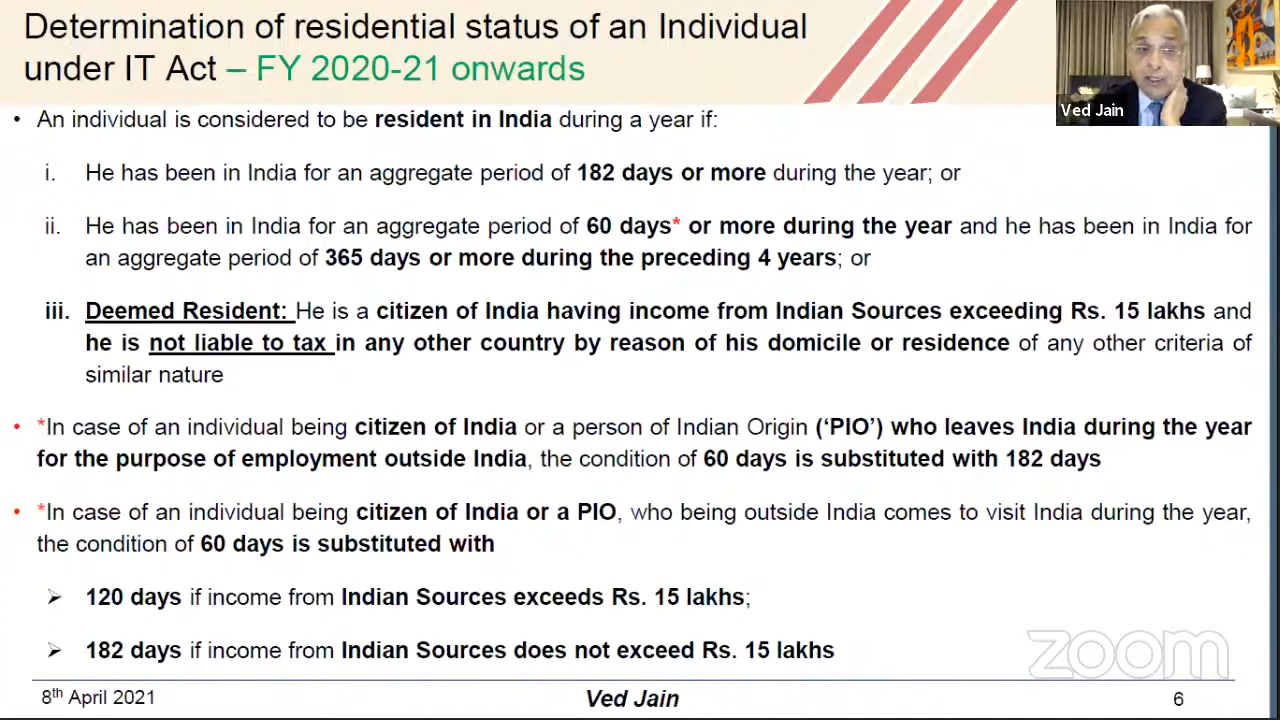 Determination of residential status of an Individual
under IT Act – FY 2020-21 onwards
Ved Jain
• An individual is considered to be resident in India during a year if:
i. He has been in India for an aggregate period of 182 days or more during the year; or
ii. He has been in India for an aggregate period of 60 days* or more during the year and he has been in India for
an aggregate period of 365 days or more during the preceding 4 years; or
iii. Deemed Resident: He is a citizen of India having income from Indian Sources exceeding Rs. 15 lakhs and
he is not liable to tax in any other country by reason of his domicile or residence of any other criteria of
similar nature
• *In case of an individual being citizen of India or a person of Indian Origin (‘PIO’) who leaves India during the year
for the purpose of employment outside India, the condition of 60 days is substituted with 182 days
• *In case of an individual being citizen of India or a PIO, who being outside India comes to visit India during the year,
the condition of 60 days is substituted with
➢ 120 days if income from Indian Sources exceeds Rs. 15 lakhs;
➢ 182 days if income from Indian Sources does not exceed Rs. 15 lakhs
zoom
8th April 2021 Ved Jain 6